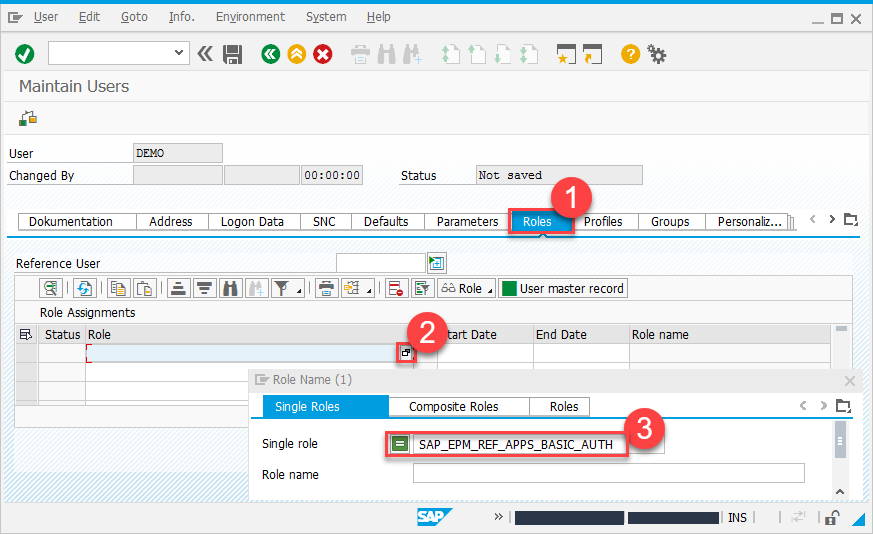 User Edit Goto Info. Environment System Help
Maintain Users
User DEMO
Changed By 00:00:00 Status Not saved
1
Dokumentation Address Logon Data SNC Defaults Parameters Roles Profiles Groups Personaliz...
Reference User
Role User master record
Role Assignments
2
Status Role Start Date End Date Role name
Role Name (1)
Single Roles Composite Roles Roles
3
Single role = SAP_EPM_REF_APPS_BASIC_AUTH
Role name
SAP INS